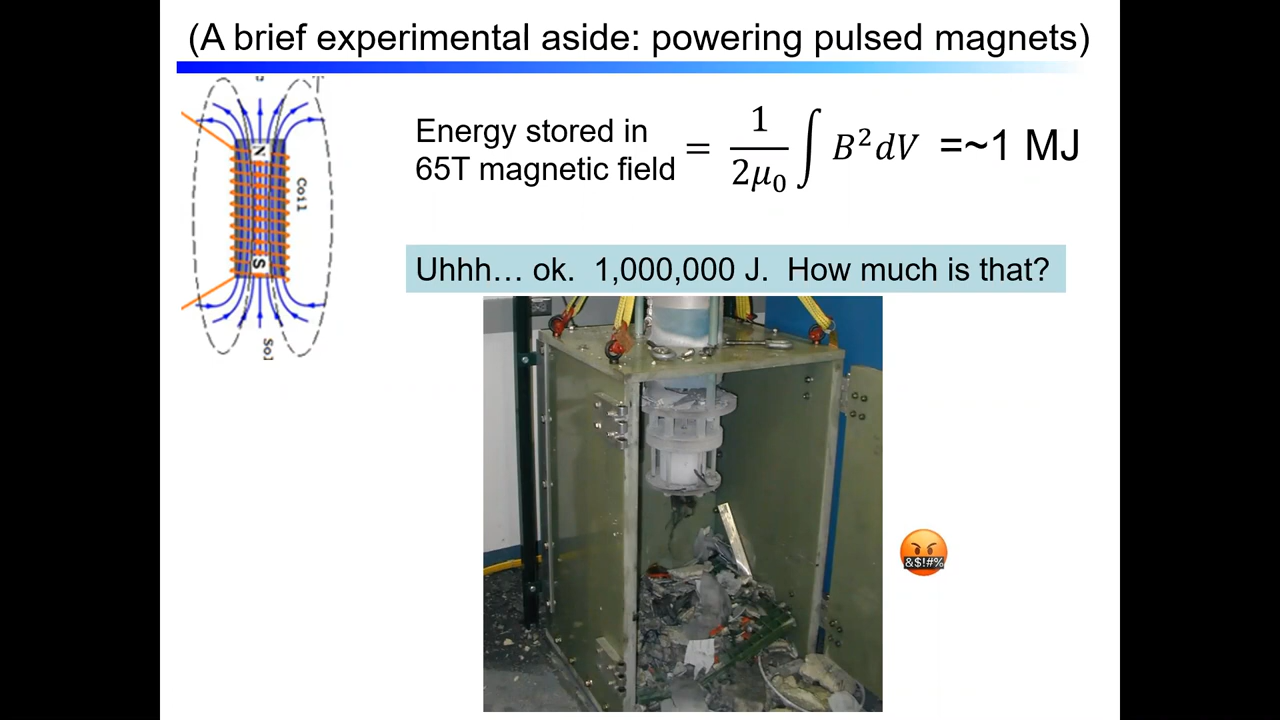 (A brief experimental aside: powering pulsed magnets)
N
Coil
S
Sol
Energy stored in
65T magnetic field
= 1/2μ₀ ∫ B²dV =~1 MJ
Uhhh… ok. 1,000,000 J. How much is that?
&$!#%